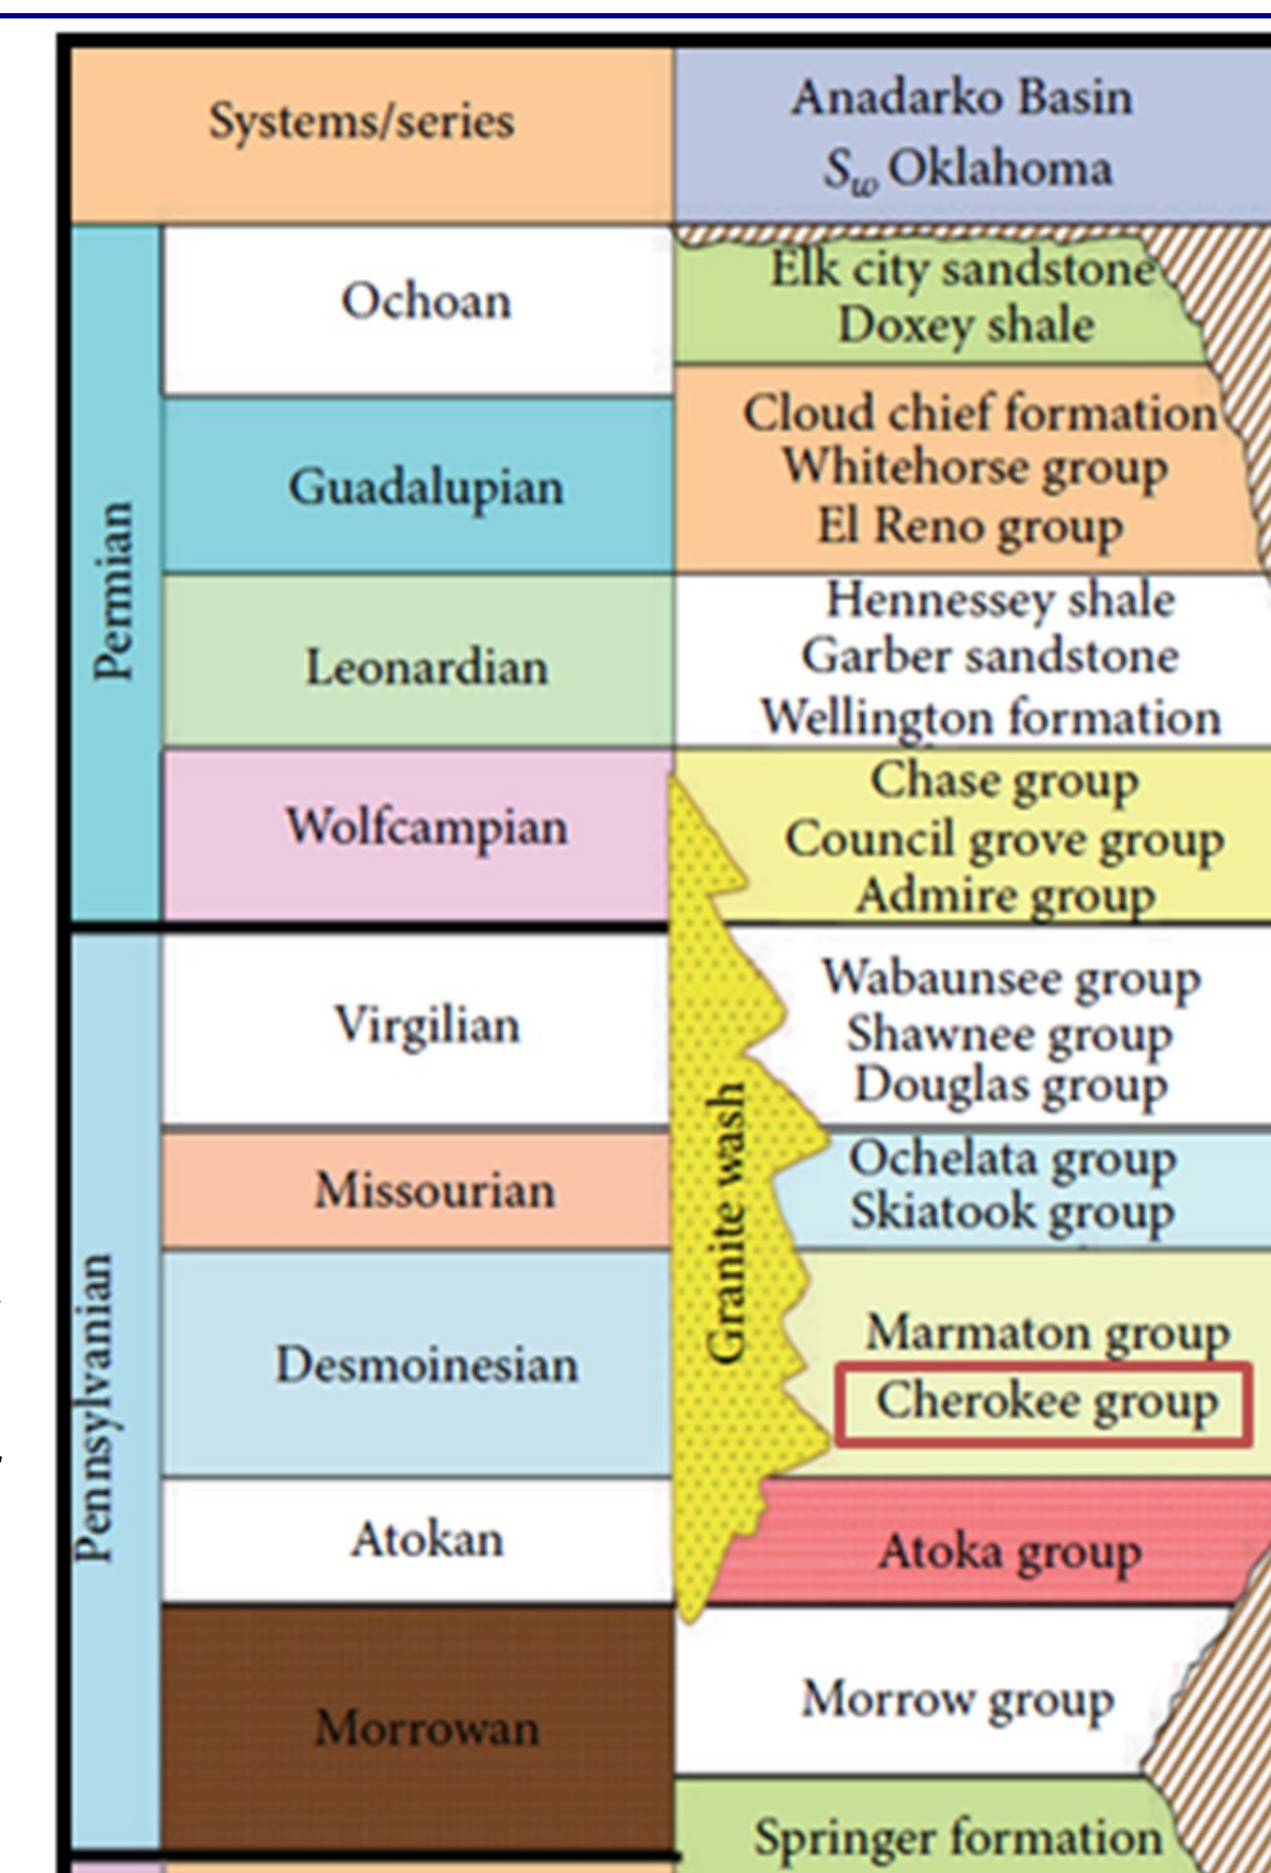 Systems/series
Anadarko Basin
Sw Oklahoma
Permian
Ochoan
Elk city sandstone
Doxey shale
Guadalupian
Cloud chief formation
Whitehorse group
El Reno group
Leonardian
Hennessey shale
Garber sandstone
Wellington formation
Wolfcampian
Chase group
Council grove group
Admire group
Pennsylvanian
Virgilian
Granite wash
Wabaunsee group
Shawnee group
Douglas group
Missourian
Ochelata group
Skiatook group
Desmoinesian
Marmaton group
Cherokee group
Atokan
Atoka group
Morrowan
Morrow group
Springer formation